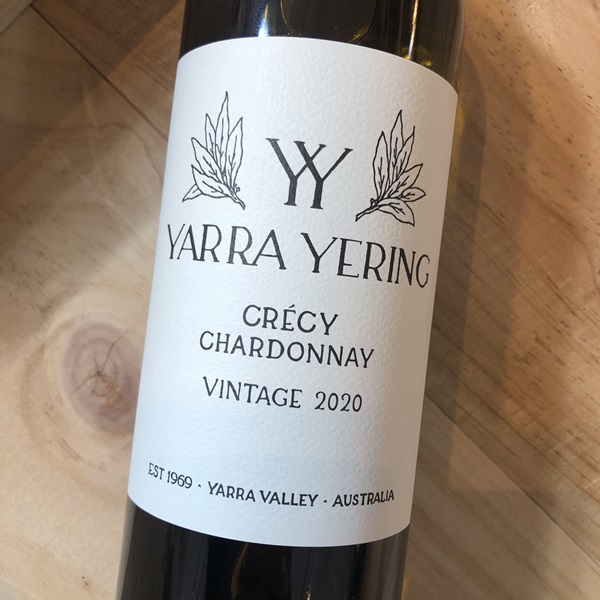 YY
YARRA YERING
CRÉCY
CHARDONNAY
VINTAGE 2020
EST 1969 · YARRA VALLEY · AUSTRALIA